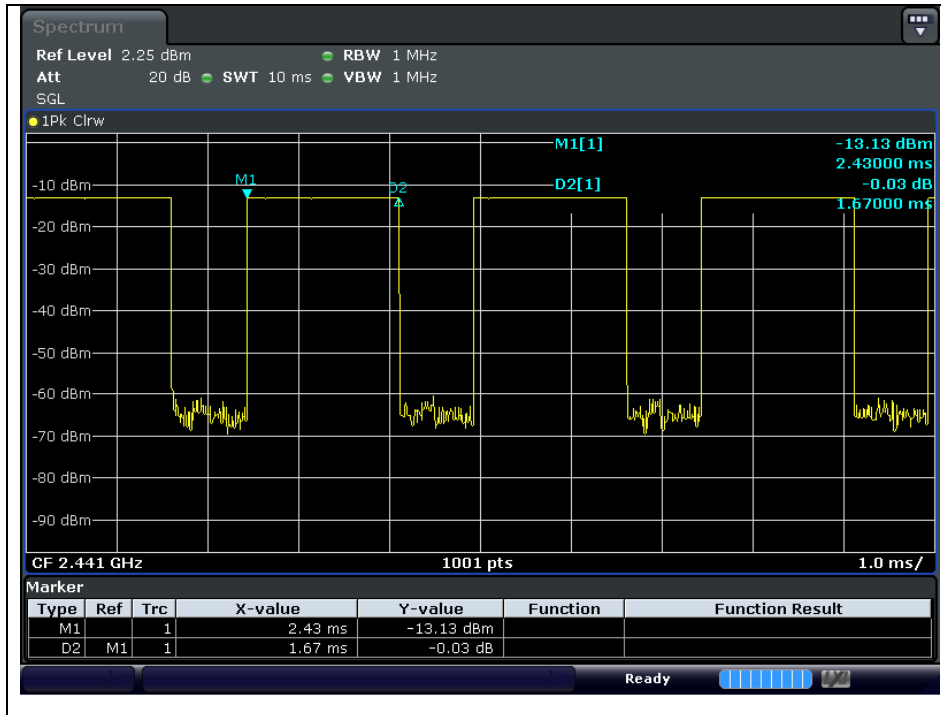 Spectrum
Ref Level 2.25 dBm RBW 1 MHz
Att 20 dB SWT 10 ms VBW 1 MHz
SGL
1Pk Clrw
M1[1] -13.13 dBm
2.43000 ms
-10 dBm M1 D2 D2[1] -0.03 dB
1.67000 ms
-20 dBm
-30 dBm
-40 dBm
-50 dBm
-60 dBm
-70 dBm
-80 dBm
-90 dBm
CF 2.441 GHz 1001 pts 1.0 ms/
Marker
Type Ref Trc X-value Y-value Function Function Result
M1 1 2.43 ms -13.13 dBm
D2 M1 1 1.67 ms -0.03 dB
Ready